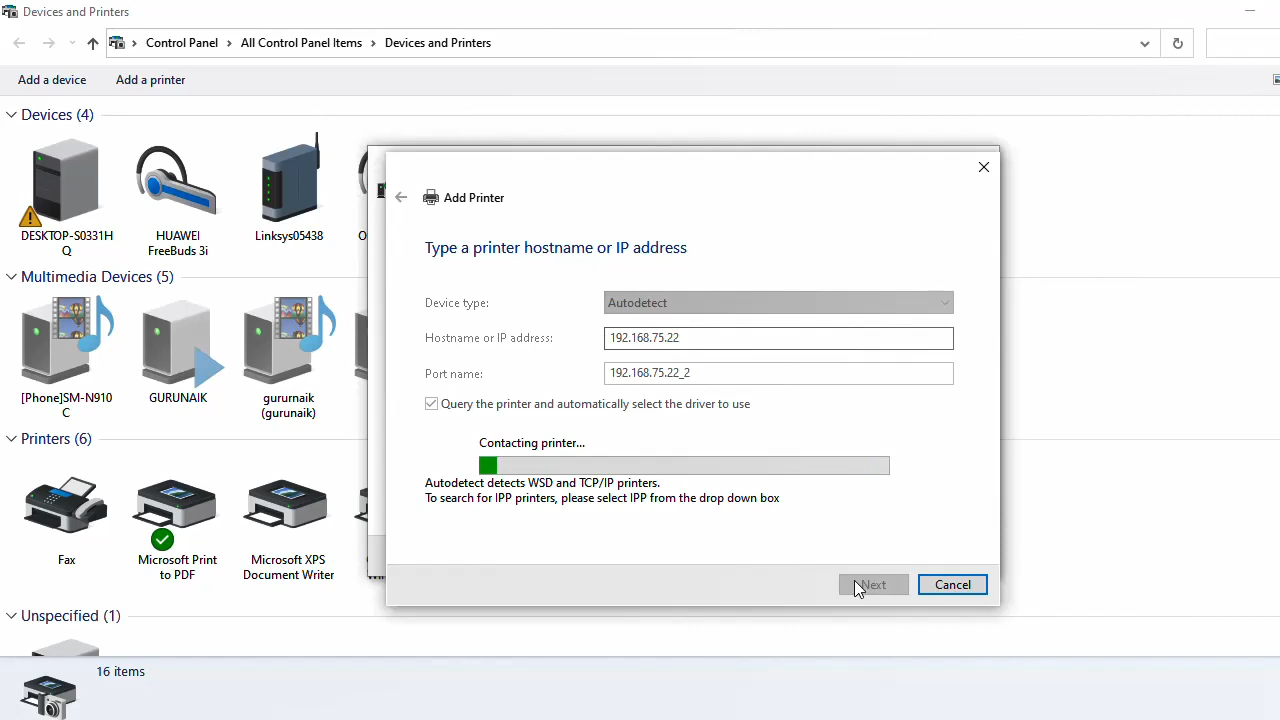 Devices and Printers
Control Panel > All Control Panel Items > Devices and Printers
Add a device Add a printer
Devices (4)
DESKTOP-S0331H
Q
HUAWEI
FreeBuds 3i
Linksys05438
Multimedia Devices (5)
[Phone]SM-N910
C
GURUNAIK
gururnaik
(gurunaik)
Printers (6)
Fax
Microsoft Print
to PDF
Microsoft XPS
Document Writer
Unspecified (1)
16 items
Add Printer
Type a printer hostname or IP address
Device type: Autodetect
Hostname or IP address: 192.168.75.22
Port name: 192.168.75.22_2
Query the printer and automatically select the driver to use
Contacting printer...
Autodetect detects WSD and TCP/IP printers.
To search for IPP printers, please select IPP from the drop down box
Next Cancel